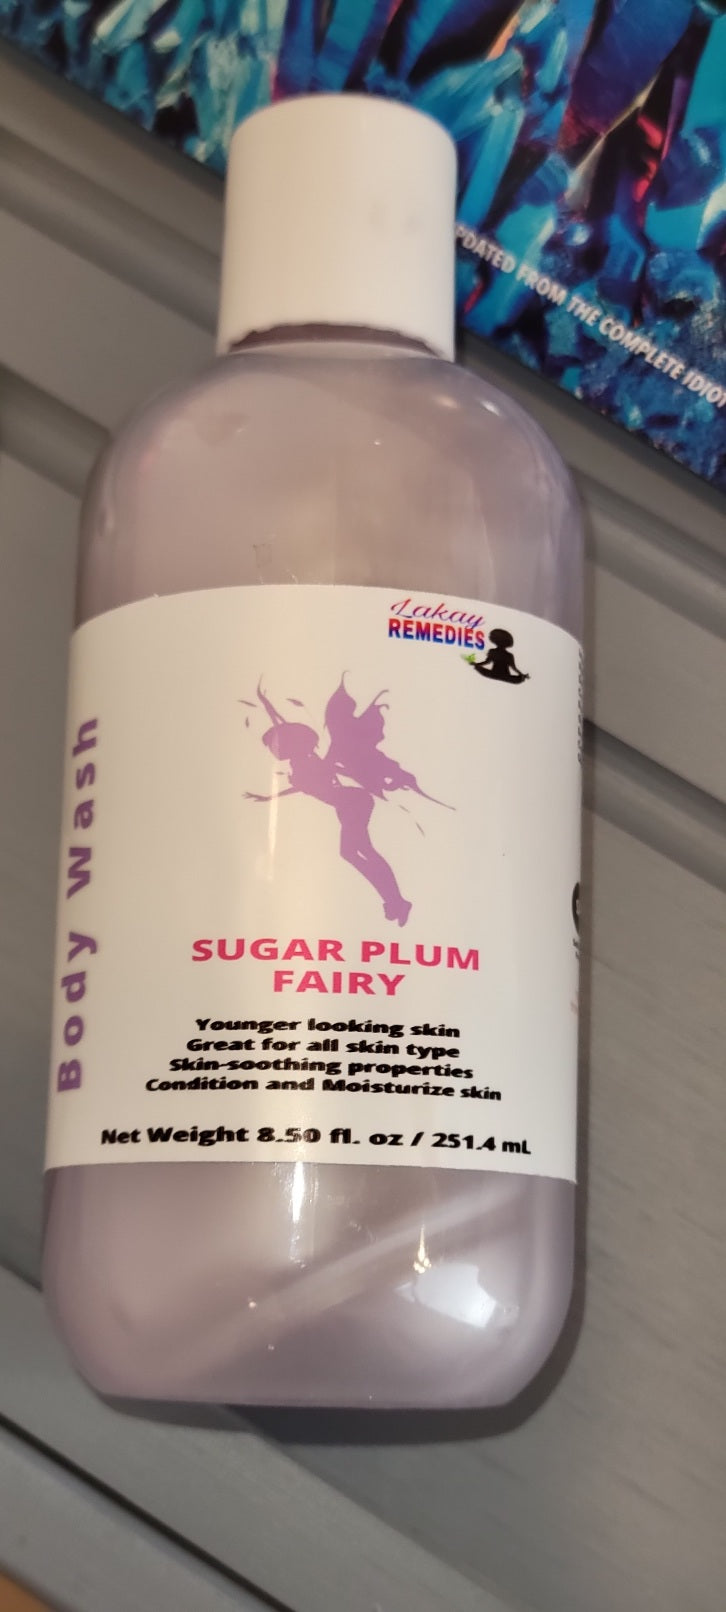 UPDATED FROM THE COMPLETE IDIOT
Lakay
REMEDIES
Body Wash
SUGAR PLUM
FAIRY
Younger looking skin
Great for all skin type
Skin-soothing properties
Condition and Moisturize skin
Net Weight 8.50 fl. oz / 251.4 mL